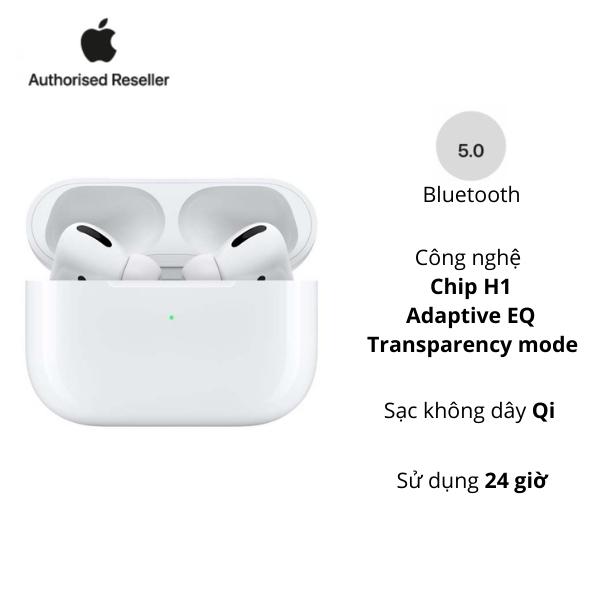 Authorised Reseller
5.0
Bluetooth
Công nghệ
Chip H1
Adaptive EQ
Transparency mode
Sạc không dây Qi
Sử dụng 24 giờ